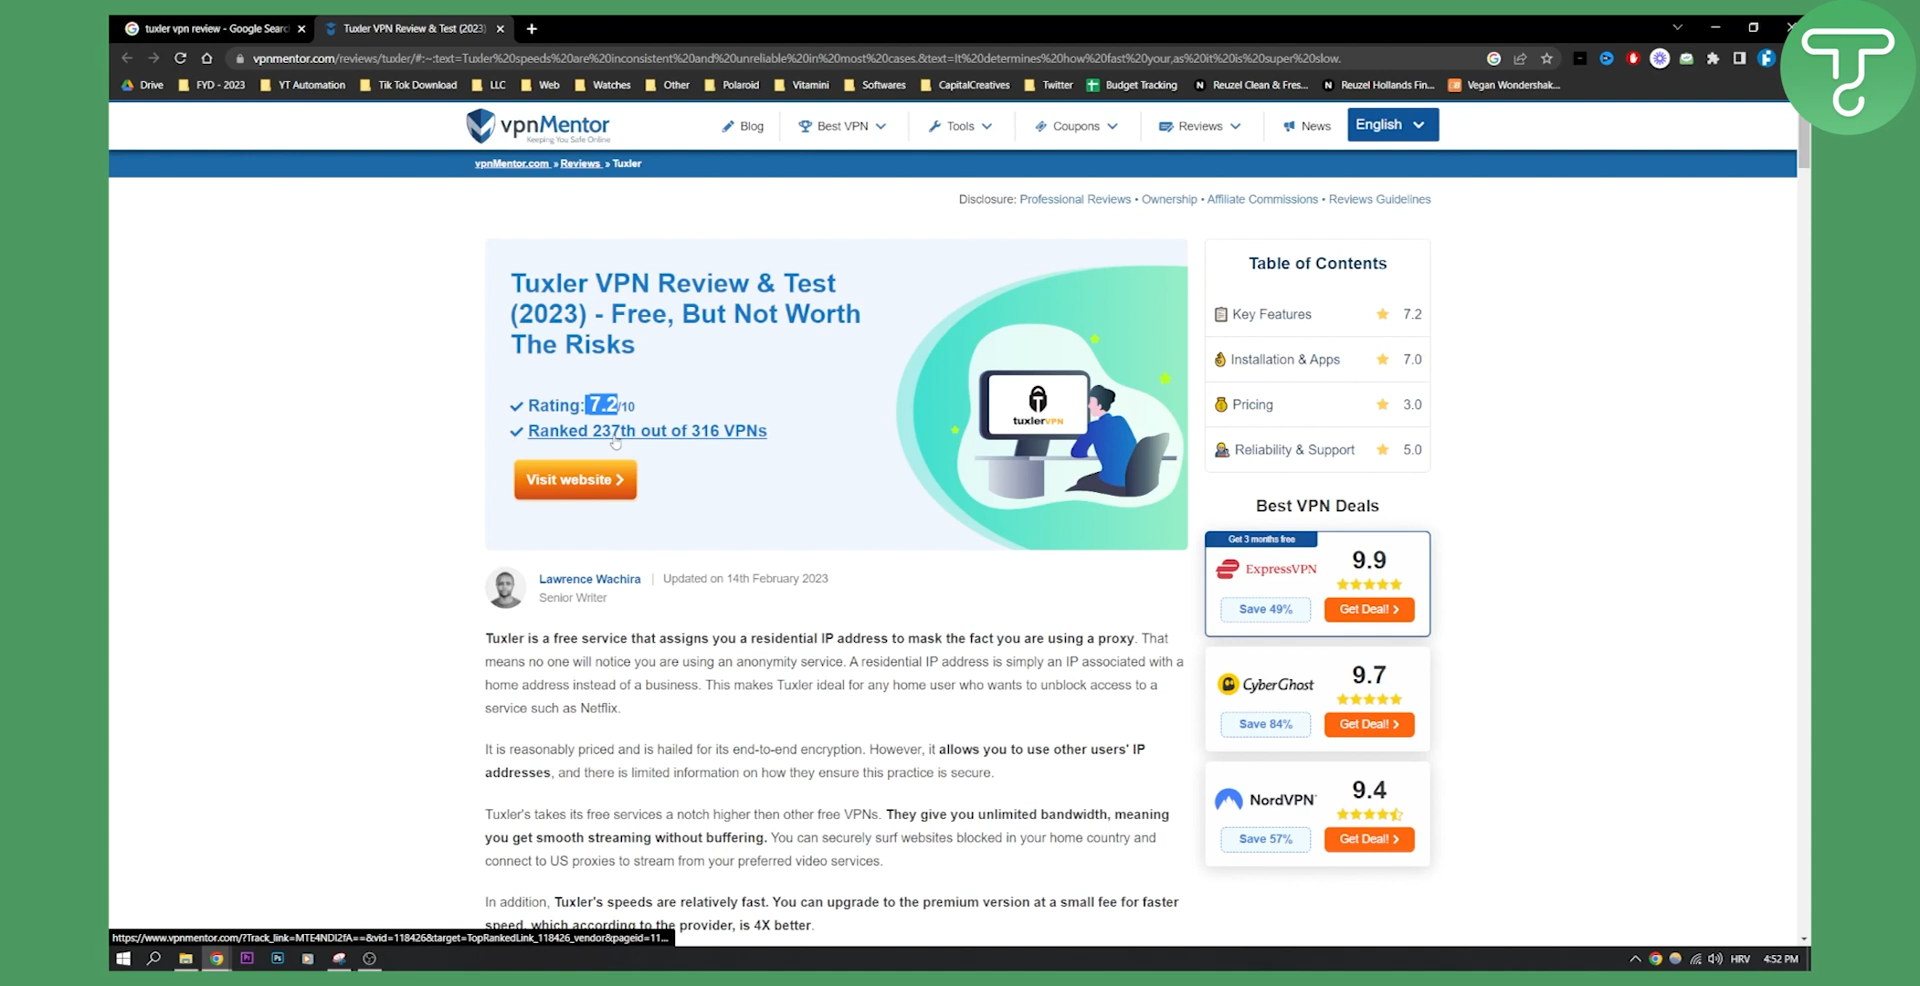 tuxler vpn review - Google Searc
Tuxler VPN Review & Test (2023)
vpnmentor.com/reviews/tuxler/#:~:text=Tuxler%20speeds%20are%20inconsistent%20and%20unreliable%20in%20most%20cases.&text=It%20determines%20how%20fast%20your,as%20it%20is%20super%20slow.
Drive FYD - 2023 YT Automation Tik Tok Download LLC Web Watches Other Polaroid Vitamini Softwares CapitalCreatives Twitter Budget Tracking Reuzel Clean & Fres... Reuzel Hollands Fin... Vegan Wondershak...
vpnMentor
Keeping You Safe Online
Blog Best VPN Tools Coupons Reviews News English
vpnMentor.com » Reviews » Tuxler
Disclosure: Professional Reviews • Ownership • Affiliate Commissions • Reviews Guidelines
Tuxler VPN Review & Test
(2023) - Free, But Not Worth
The Risks
Rating: 7.2/10
Ranked 237th out of 316 VPNs
Visit website
tuxlerVPN
Lawrence Wachira | Updated on 14th February 2023
Senior Writer
Tuxler is a free service that assigns you a residential IP address to mask the fact you are using a proxy. That
means no one will notice you are using an anonymity service. A residential IP address is simply an IP associated with a
home address instead of a business. This makes Tuxler ideal for any home user who wants to unblock access to a
service such as Netflix.
It is reasonably priced and is hailed for its end-to-end encryption. However, it allows you to use other users' IP
addresses, and there is limited information on how they ensure this practice is secure.
Tuxler's takes its free services a notch higher then other free VPNs. They give you unlimited bandwidth, meaning
you get smooth streaming without buffering. You can securely surf websites blocked in your home country and
connect to US proxies to stream from your preferred video services.
In addition, Tuxler's speeds are relatively fast. You can upgrade to the premium version at a small fee for faster
speed, which according to the provider, is 4X better.
Table of Contents
Key Features 7.2
Installation & Apps 7.0
Pricing 3.0
Reliability & Support 5.0
Best VPN Deals
Get 3 months free
ExpressVPN 9.9
Save 49% Get Deal!
CyberGhost 9.7
Save 84% Get Deal!
NordVPN 9.4
Save 57% Get Deal!
https://www.vpnmentor.com/?Track_link=MTE4NDI2fA==&vid=118426&target=TopRankedLink_118426_vendor&pageid=11...
HRV 4:52 PM